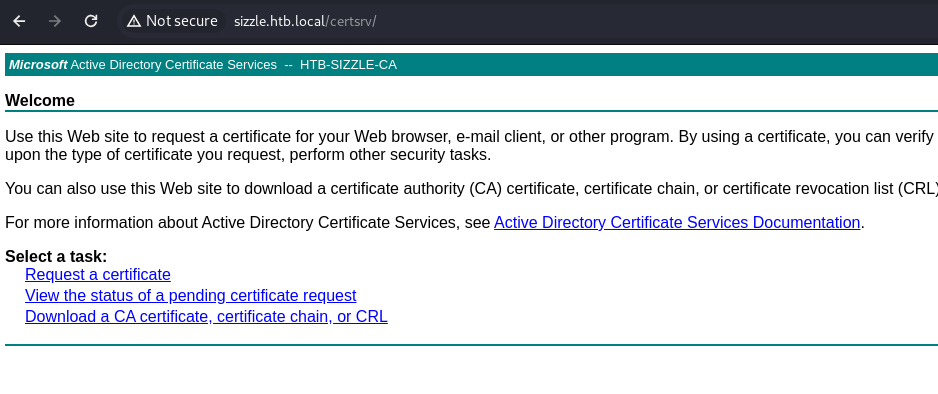 Not secure sizzle.htb.local/certsrv/
Microsoft Active Directory Certificate Services -- HTB-SIZZLE-CA
Welcome
Use this Web site to request a certificate for your Web browser, e-mail client, or other program. By using a certificate, you can verify
upon the type of certificate you request, perform other security tasks.
You can also use this Web site to download a certificate authority (CA) certificate, certificate chain, or certificate revocation list (CRL)
For more information about Active Directory Certificate Services, see Active Directory Certificate Services Documentation.
Select a task:
Request a certificate
View the status of a pending certificate request
Download a CA certificate, certificate chain, or CRL